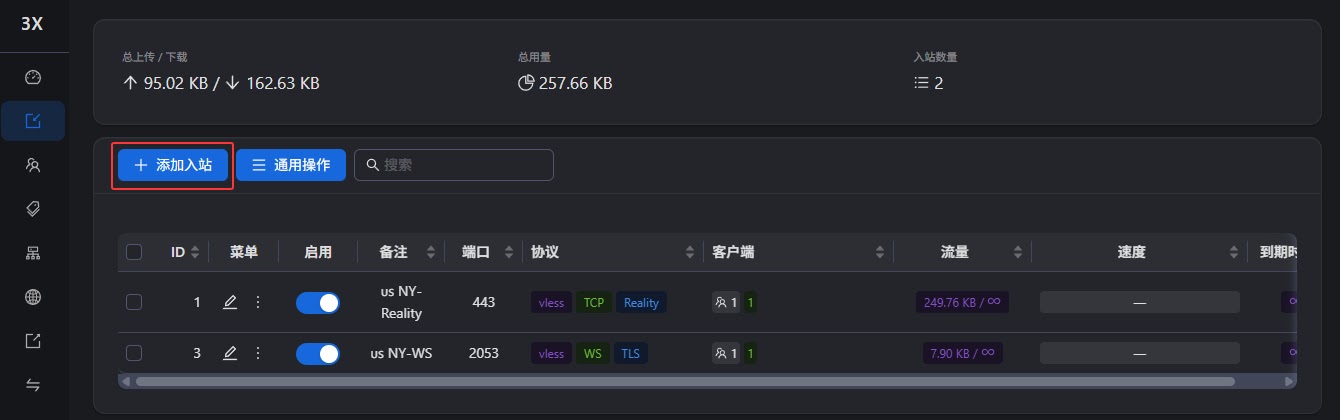 3X
总上传 / 下载 总用量 入站数量
95.02 KB / 162.63 KB 257.66 KB 2
添加入站 通用操作 搜索
ID 菜单 启用 备注 端口 协议 客户端 流量 速度 到期时
us NY-
1 443 vless TCP Reality 1 1 249.76 KB / ∞ — ∞
Reality
3 us NY-WS 2053 vless WS TLS 1 1 7.90 KB / ∞ — ∞